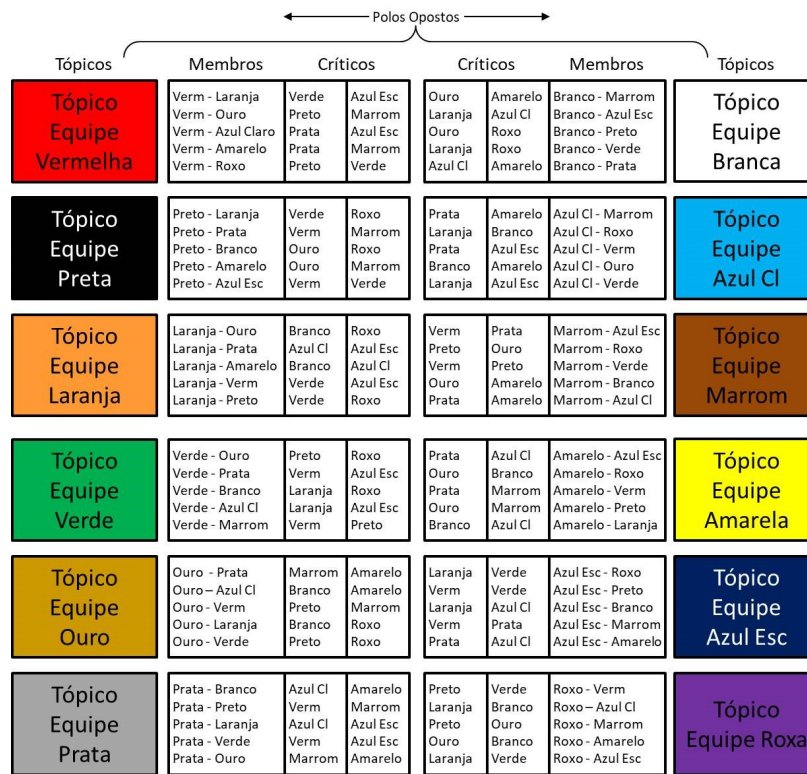 Polos Opostos
Tópicos Membros Críticos Críticos Membros Tópicos
Tópico Equipe Vermelha
Verm - Laranja Verde Azul Esc Ouro Amarelo Branco - Marrom
Verm - Ouro Preto Marrom Laranja Azul Cl Branco - Azul Esc
Verm - Azul Claro Prata Azul Esc Ouro Roxo Branco - Preto
Verm - Amarelo Prata Marrom Laranja Roxo Branco - Verde
Verm - Roxo Preto Verde Azul Cl Amarelo Branco - Prata
Tópico Equipe Branca
Tópico Equipe Preta
Preto - Laranja Verde Roxo Prata Amarelo Azul Cl - Marrom
Preto - Prata Verm Marrom Laranja Branco Azul Cl - Roxo
Preto - Branco Ouro Roxo Prata Azul Esc Azul Cl - Verm
Preto - Amarelo Ouro Marrom Branco Amarelo Azul Cl - Ouro
Preto - Azul Esc Verm Verde Laranja Azul Esc Azul Cl - Verde
Tópico Equipe Azul Cl
Tópico Equipe Laranja
Laranja - Ouro Branco Roxo Verm Prata Marrom - Azul Esc
Laranja - Prata Azul Cl Azul Esc Preto Ouro Marrom - Roxo
Laranja - Amarelo Branco Azul Cl Verm Preto Marrom - Verde
Laranja - Verm Verde Azul Esc Ouro Amarelo Marrom - Branco
Laranja - Preto Verde Roxo Prata Amarelo Marrom - Azul Cl
Tópico Equipe Marrom
Tópico Equipe Verde
Verde - Ouro Preto Roxo Prata Azul Cl Amarelo - Azul Esc
Verde - Prata Verm Azul Esc Ouro Branco Amarelo - Roxo
Verde - Branco Laranja Roxo Prata Marrom Amarelo - Verm
Verde - Azul Cl Laranja Azul Esc Ouro Marrom Amarelo - Preto
Verde - Marrom Verm Preto Branco Azul Cl Amarelo - Laranja
Tópico Equipe Amarela
Tópico Equipe Ouro
Ouro - Prata Marrom Amarelo Laranja Verde Azul Esc - Roxo
Ouro – Azul Cl Branco Amarelo Verm Verde Azul Esc - Preto
Ouro - Verm Preto Marrom Laranja Azul Cl Azul Esc - Branco
Ouro - Laranja Branco Roxo Verm Prata Azul Esc - Marrom
Ouro - Verde Preto Roxo Prata Azul Cl Azul Esc - Amarelo
Tópico Equipe Azul Esc
Tópico Equipe Prata
Prata - Branco Azul Cl Amarelo Preto Verde Roxo - Verm
Prata - Preto Verm Marrom Laranja Branco Roxo – Azul Cl
Prata - Laranja Azul Cl Azul Esc Preto Ouro Roxo - Marrom
Prata - Verde Verm Azul Esc Ouro Branco Roxo - Amarelo
Prata - Ouro Marrom Amarelo Laranja Verde Roxo - Azul Esc
Tópico Equipe Roxa